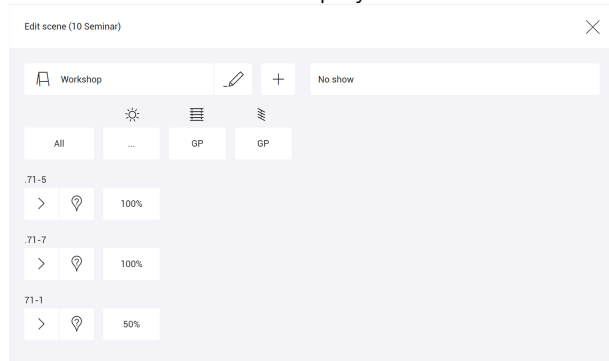 Edit scene (10 Seminar)
Workshop
No show
All ... GP GP
.71-5
100%
.71-7
100%
71-1
50%